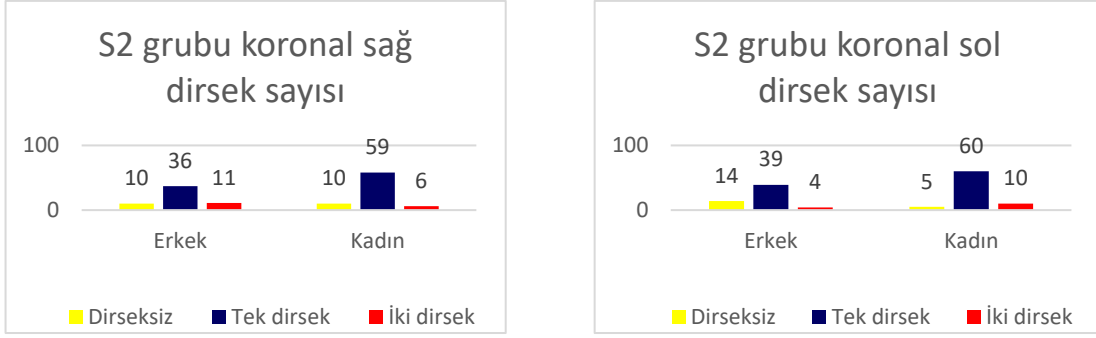 S2 grubu koronal sağ
dirsek sayısı
100
0
10
36
11
10
59
6
Erkek
Kadın
Dirseksiz
Tek dirsek
İki dirsek
S2 grubu koronal sol
dirsek sayısı
100
0
14
39
4
5
60
10
Erkek
Kadın
Dirseksiz
Tek dirsek
İki dirsek